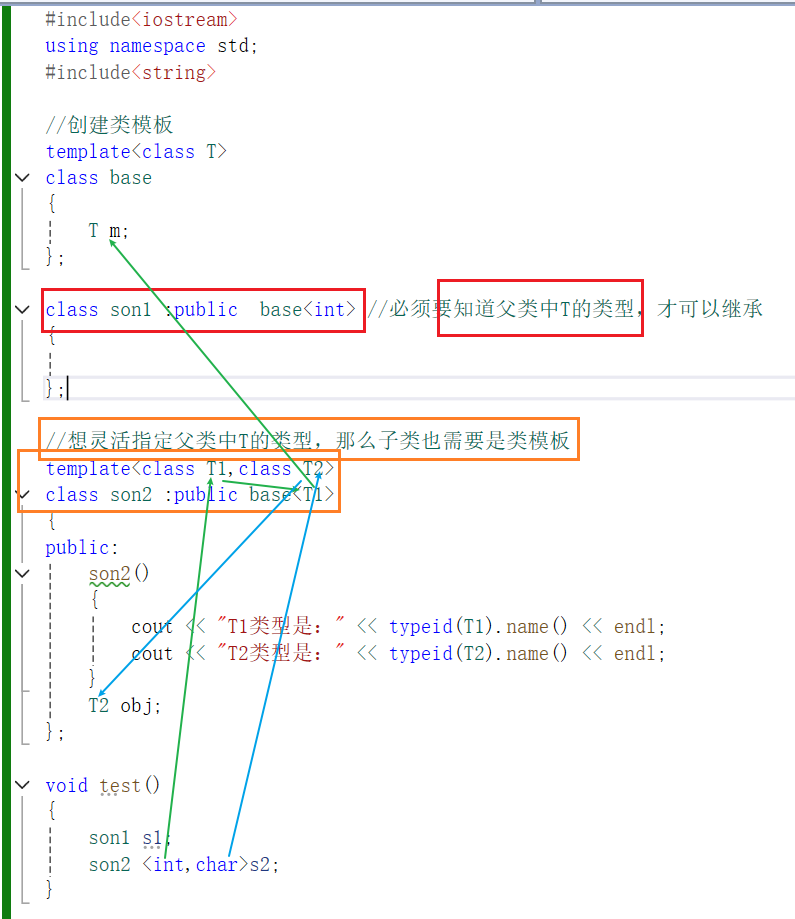 #include<iostream>
using namespace std;
#include<string>
//创建类模板
template<class T>
class base
{
T m;
};
class son1 :public  base<int> //必须要知道父类中T的类型，才可以继承
{
};
//想灵活指定父类中T的类型，那么子类也需要是类模板
template<class T1,class T2>
class son2 :public base<T1>
{
public:
son2()
{
cout << "T1类型是：" << typeid(T1).name() << endl;
cout << "T2类型是：" << typeid(T2).name() << endl;
}
T2 obj;
};
void test()
{
son1 s1;
son2 <int,char>s2;
}